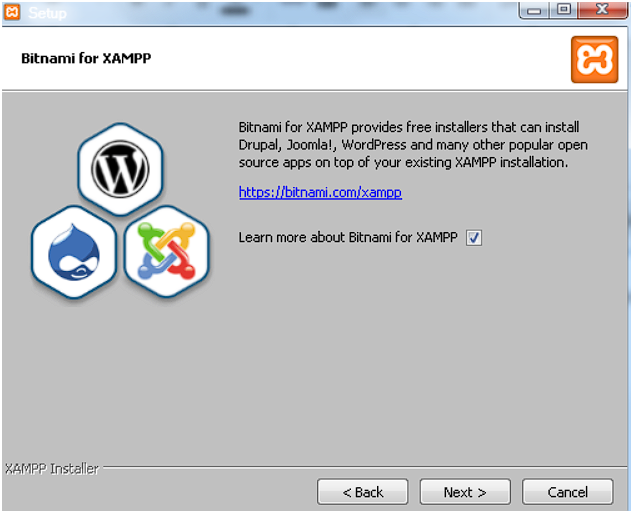 Setup
Bitnami for XAMPP
Bitnami for XAMPP provides free installers that can install
Drupal, Joomla!, WordPress and many other popular open
source apps on top of your existing XAMPP installation.
https://bitnami.com/xampp
Learn more about Bitnami for XAMPP
XAMPP Installer
< Back
Next >
Cancel